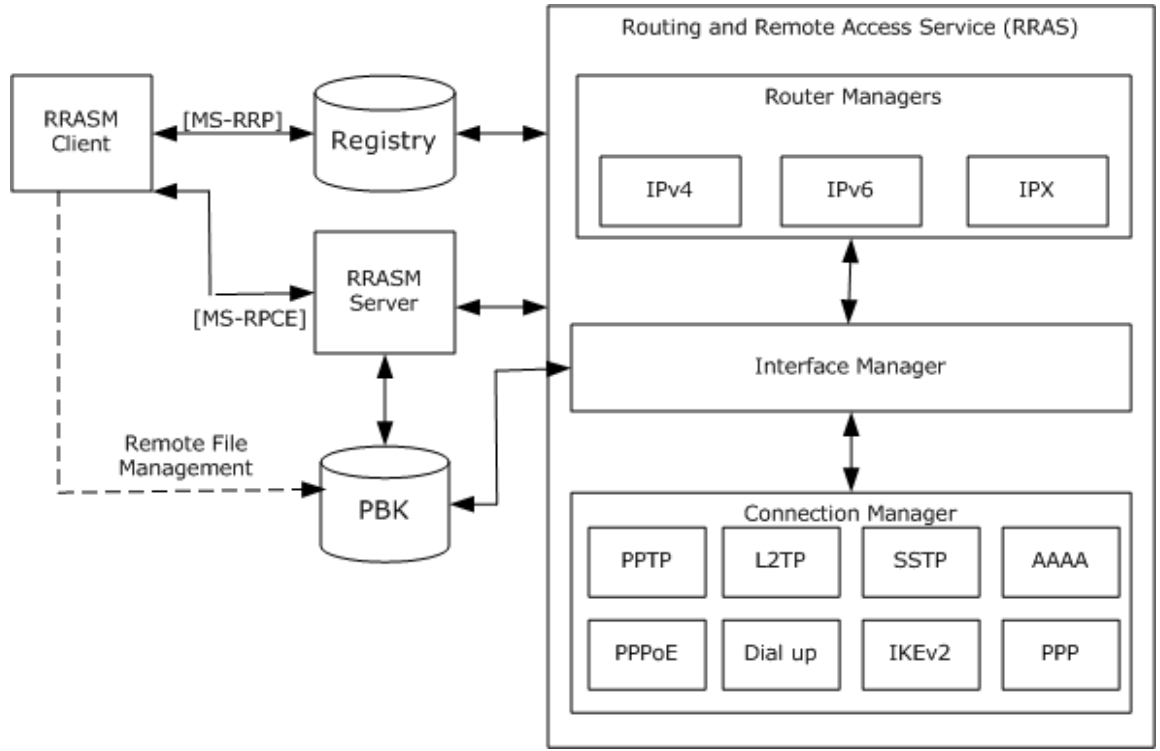 Routing and Remote Access Service (RRAS)
RRASM
Client
[MS-RRP]
Registry
Router Managers
IPv4
IPv6
IPX
RRASM
Server
[MS-RPCE]
Interface Manager
Remote File
Management
PBK
Connection Manager
PPTP
L2TP
SSTP
AAAA
PPPoE
Dial up
IKEv2
PPP